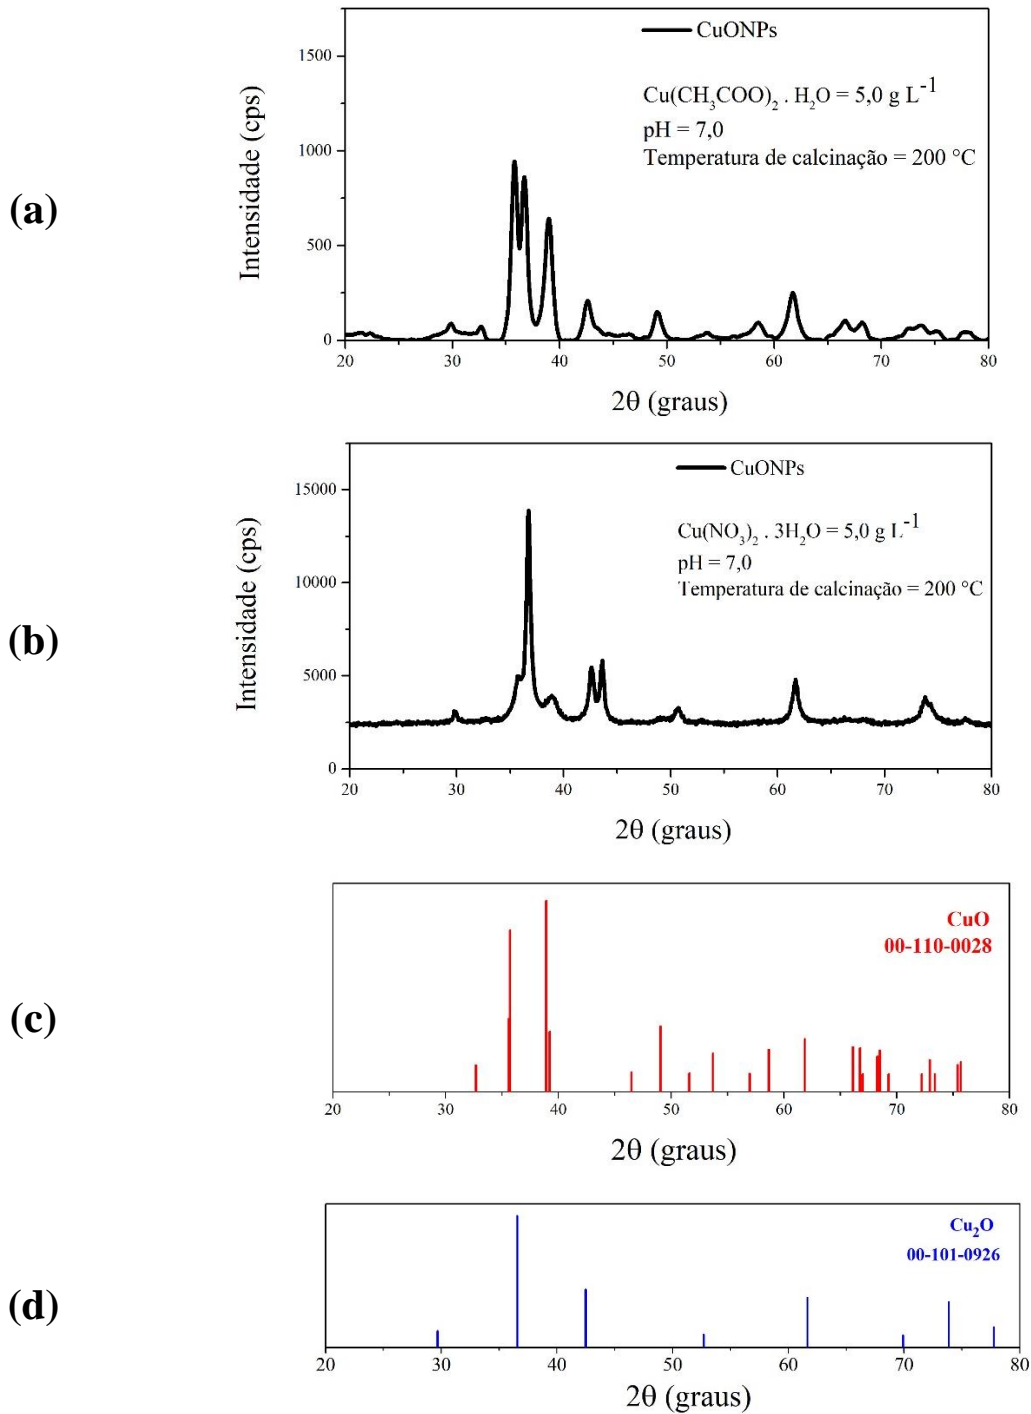 (a)
Intensidade (cps)
1500
1000
500
0
CuONPs
Cu(CH₃COO)₂ . H₂O = 5,0 g L⁻¹
pH = 7,0
Temperatura de calcinação = 200 °C
20 30 40 50 60 70 80
2θ (graus)
(b)
Intensidade (cps)
15000
10000
5000
0
CuONPs
Cu(NO₃)₂ . 3H₂O = 5,0 g L⁻¹
pH = 7,0
Temperatura de calcinação = 200 °C
20 30 40 50 60 70 80
2θ (graus)
(c)
CuO
00-110-0028
20 30 40 50 60 70 80
2θ (graus)
(d)
Cu₂O
00-101-0926
20 30 40 50 60 70 80
2θ (graus)